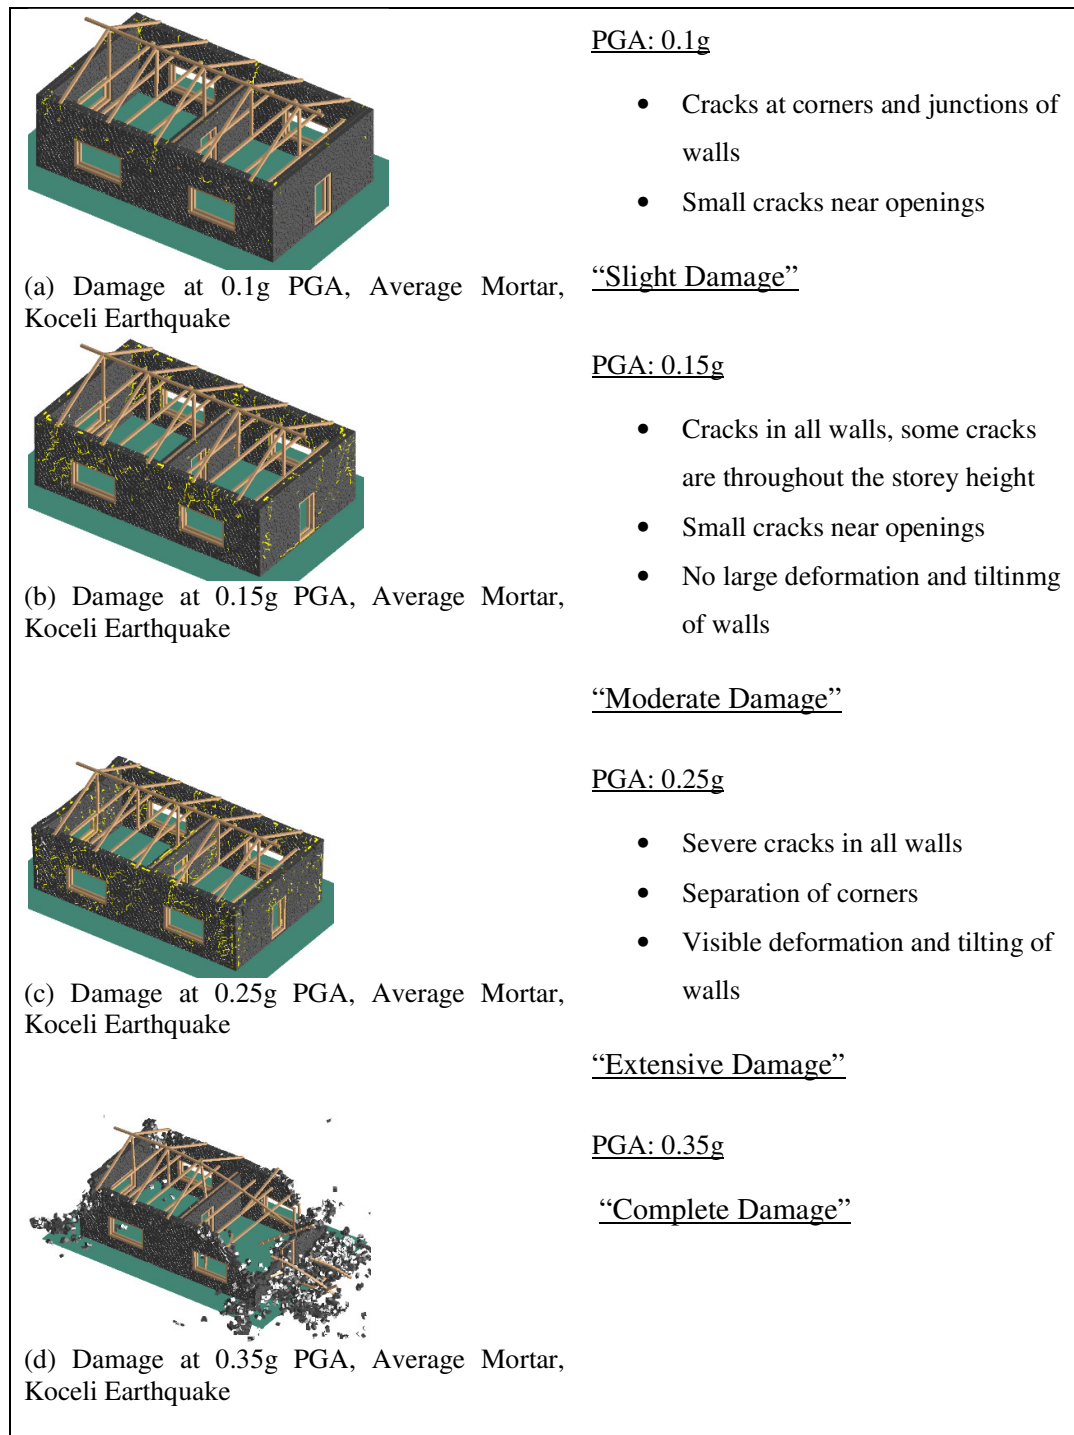 PGA: 0.1g
• Cracks at corners and junctions of
walls
• Small cracks near openings
“Slight Damage”
(a) Damage at 0.1g PGA, Average Mortar,
Koceli Earthquake
PGA: 0.15g
• Cracks in all walls, some cracks
are throughout the storey height
• Small cracks near openings
• No large deformation and tiltinmg
of walls
“Moderate Damage”
(b) Damage at 0.15g PGA, Average Mortar,
Koceli Earthquake
PGA: 0.25g
• Severe cracks in all walls
• Separation of corners
• Visible deformation and tilting of
walls
“Extensive Damage”
(c) Damage at 0.25g PGA, Average Mortar,
Koceli Earthquake
PGA: 0.35g
“Complete Damage”
(d) Damage at 0.35g PGA, Average Mortar,
Koceli Earthquake